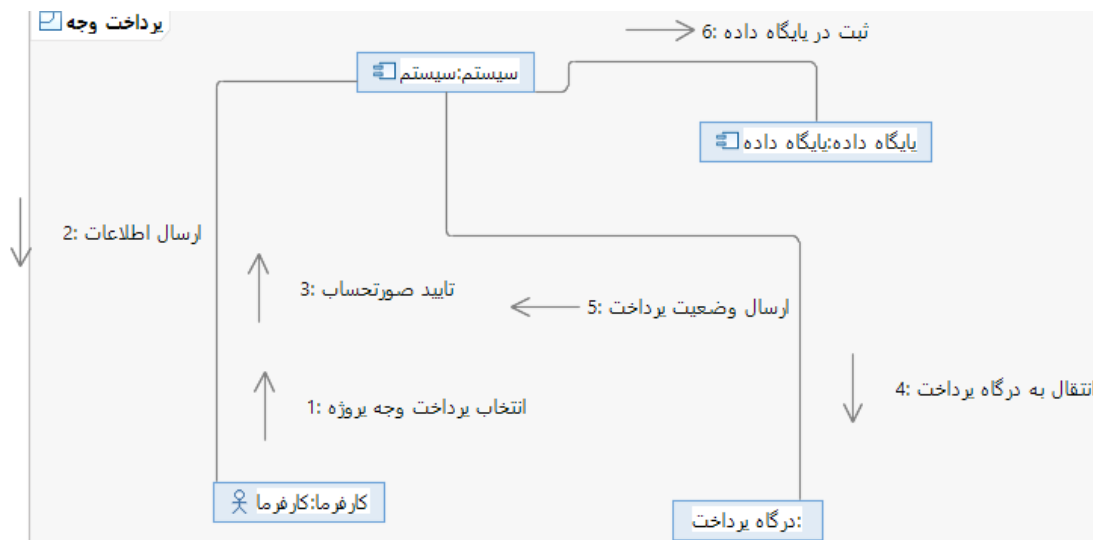 پرداخت وجه
6: ثبت در پایگاه داده
سیستم:سیستم
پایگاه داده:پایگاه داده
2: ارسال اطلاعات
3: تایید صورتحساب
5: ارسال وضعیت پرداخت
4: انتقال به درگاه پرداخت
1: انتخاب پرداخت وجه پروژه
کارفرما:کارفرما
:درگاه پرداخت